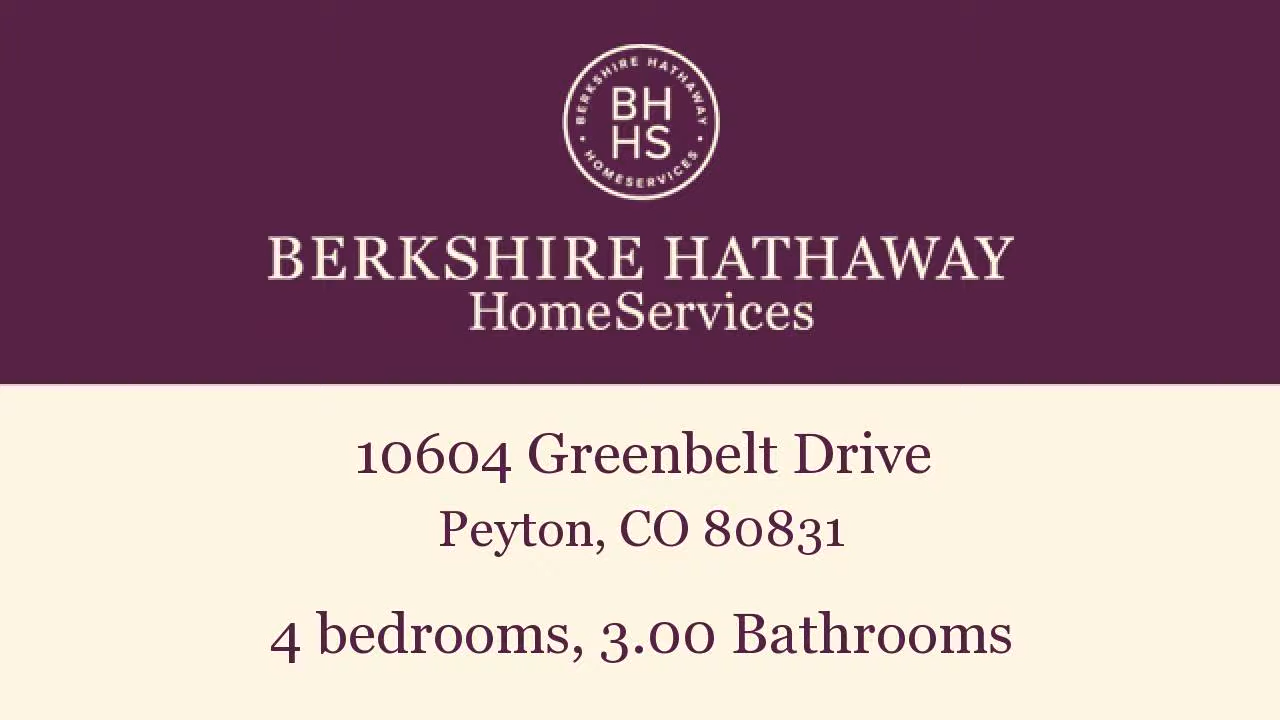 BERKSHIRE HATHAWAY
BH
HS
HOMESERVICES
BERKSHIRE HATHAWAY
HomeServices
10604 Greenbelt Drive
Peyton, CO 80831
4 bedrooms, 3.00 Bathrooms